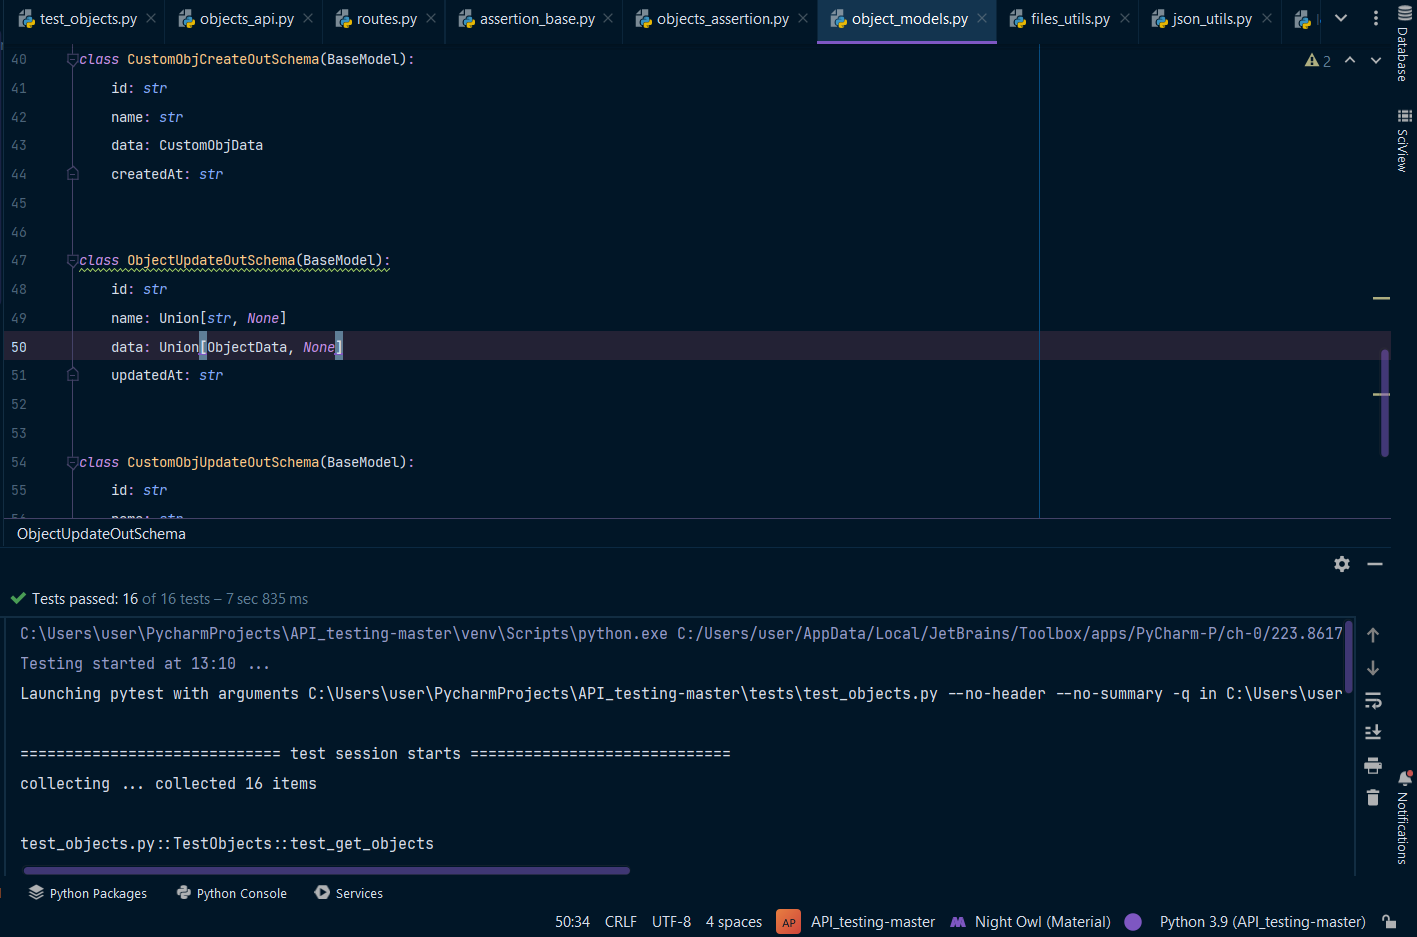 test_objects.py objects_api.py routes.py assertion_base.py objects_assertion.py object_models.py files_utils.py json_utils.py
Database
SciView
2
40 class CustomObjCreateOutSchema(BaseModel):
41 id: str
42 name: str
43 data: CustomObjData
44 createdAt: str
45
46
47 class ObjectUpdateOutSchema(BaseModel):
48 id: str
49 name: Union[str, None]
50 data: Union[ObjectData, None]
51 updatedAt: str
52
53
54 class CustomObjUpdateOutSchema(BaseModel):
55 id: str
56 name: str
ObjectUpdateOutSchema
Tests passed: 16 of 16 tests – 7 sec 835 ms
C:\Users\user\PycharmProjects\API_testing-master\venv\Scripts\python.exe C:/Users/user/AppData/Local/JetBrains/Toolbox/apps/PyCharm-P/ch-0/223.8617
Testing started at 13:10 ...
Launching pytest with arguments C:\Users\user\PycharmProjects\API_testing-master\tests\test_objects.py --no-header --no-summary -q in C:\Users\user
============================= test session starts =============================
collecting ... collected 16 items
test_objects.py::TestObjects::test_get_objects
Notifications
Python Packages Python Console Services
50:34 CRLF UTF-8 4 spaces AP API_testing-master Night Owl (Material) Python 3.9 (API_testing-master)